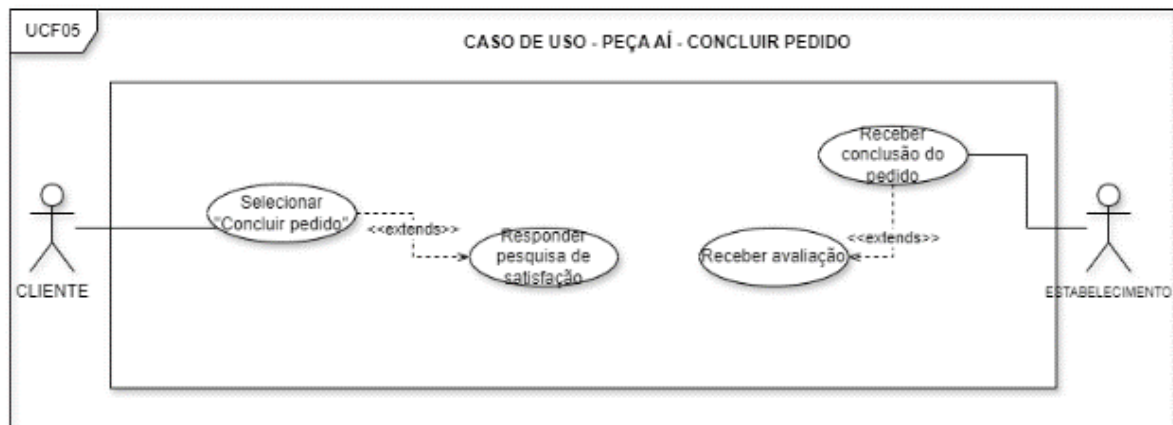 UCF05
CASO DE USO - PEÇA AÍ - CONCLUIR PEDIDO
Receber
conclusão do
pedido
Selecionar
"Concluir pedido"
<<extends>>
Responder
pesquisa de
satisfação
Receber avaliação
<<extends>>
CLIENTE
ESTABELECIMENTO